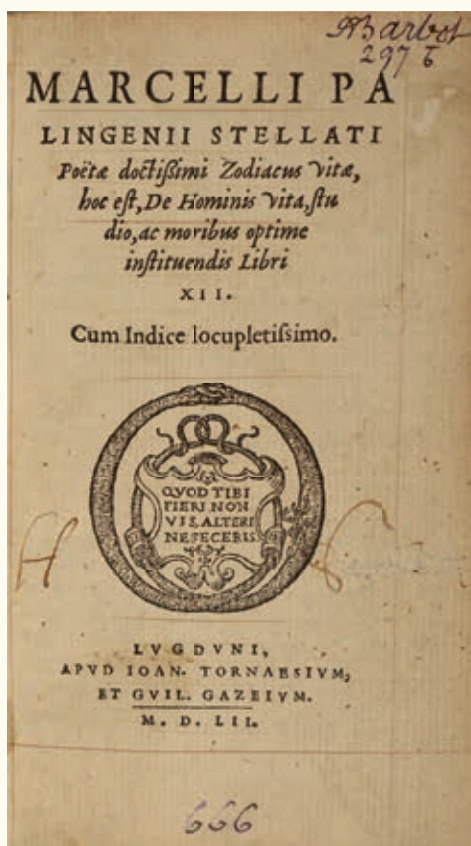 ABarbot
297 6
MARCELLI PA
LINGENII STELLATI
Poëtæ doctißimi Zodiacus vitæ,
hoc eſt, De Hominis vita, ſtu
dio, ac moribus optime
inſtituendis Libri
XII.
Cum Indice locupletiſsimo.
QVOD TIBI
FIERI NON
VIS, ALTERI
NE FECERIS.
LVGDVNI,
APVD IOAN. TORNAESIVM,
ET GVIL. GAZEIVM.
M. D. LII.
666